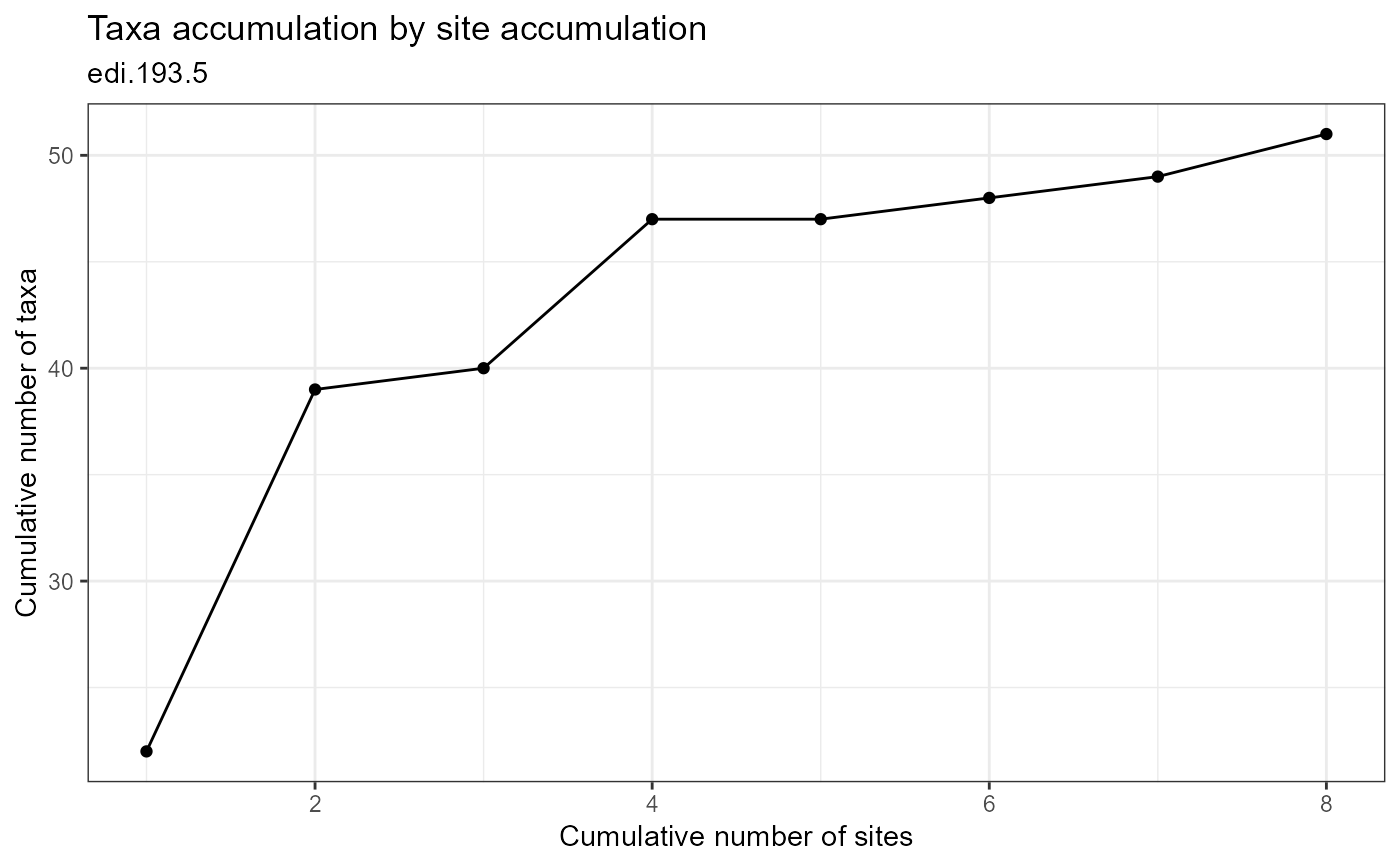 Taxa accumulation by site accumulation
edi.193.5
Cumulative number of taxa
50
40
30
2 4 6 8
Cumulative number of sites